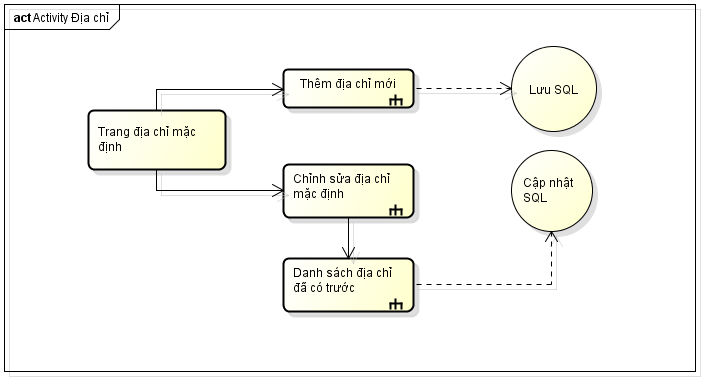 act Activity Địa chỉ
Thêm địa chỉ mới
Lưu SQL
Trang địa chỉ mặc
định
Chỉnh sửa địa chỉ
mặc định
Cập nhật
SQL
Danh sách địa chỉ
đã có trước